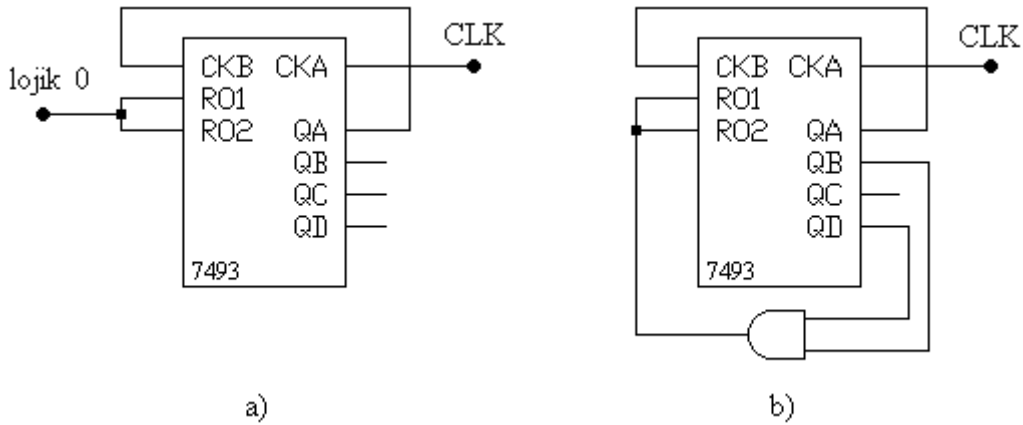 CLK
CKB CKA
lojik 0
RO1
RO2 QA
QB
QC
QD
7493
a)
CLK
CKB CKA
RO1
RO2 QA
QB
QC
QD
7493
b)